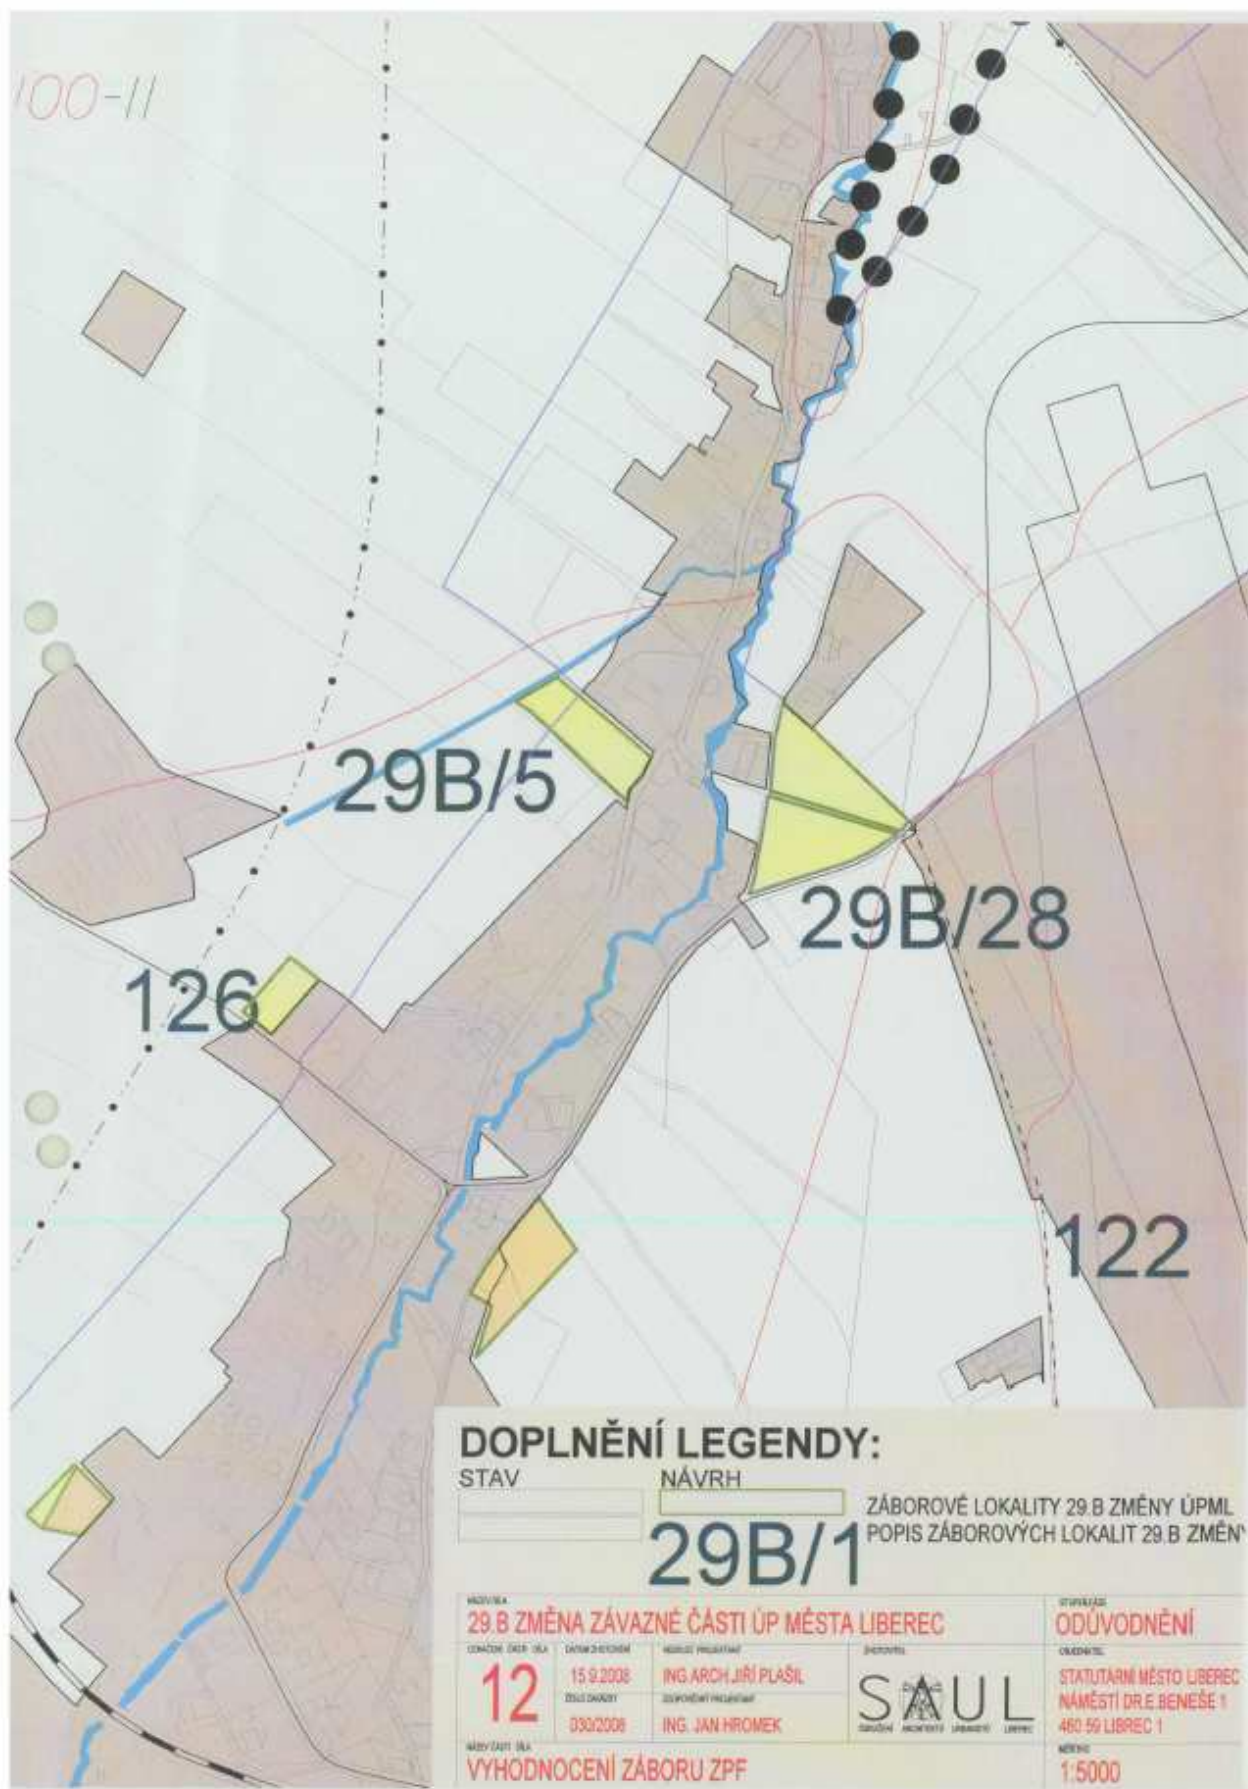 100-11
29B/5
29B/28
126
122
DOPLNĚNÍ LEGENDY:
STAV NÁVRH
ZÁBOROVÉ LOKALITY 29.B ZMĚNY ÚPML
29B/1 POPIS ZÁBOROVÝCH LOKALIT 29.B ZMĚNY
29.B ZMĚNA ZÁVAZNÉ ČÁSTI ÚP MĚSTA LIBEREC
ODŮVODNĚNÍ
12
15.9.2008
ING.ARCH.JIŘÍ PLAŠIL
030/2006
ING. JAN HROMEK
SAUL
STATUTÁRNÍ MĚSTO LIBEREC
NÁMĚSTÍ DR.E.BENEŠE 1
460 59 LIBREC 1
VYHODNOCENÍ ZÁBORU ZPF
1:5000